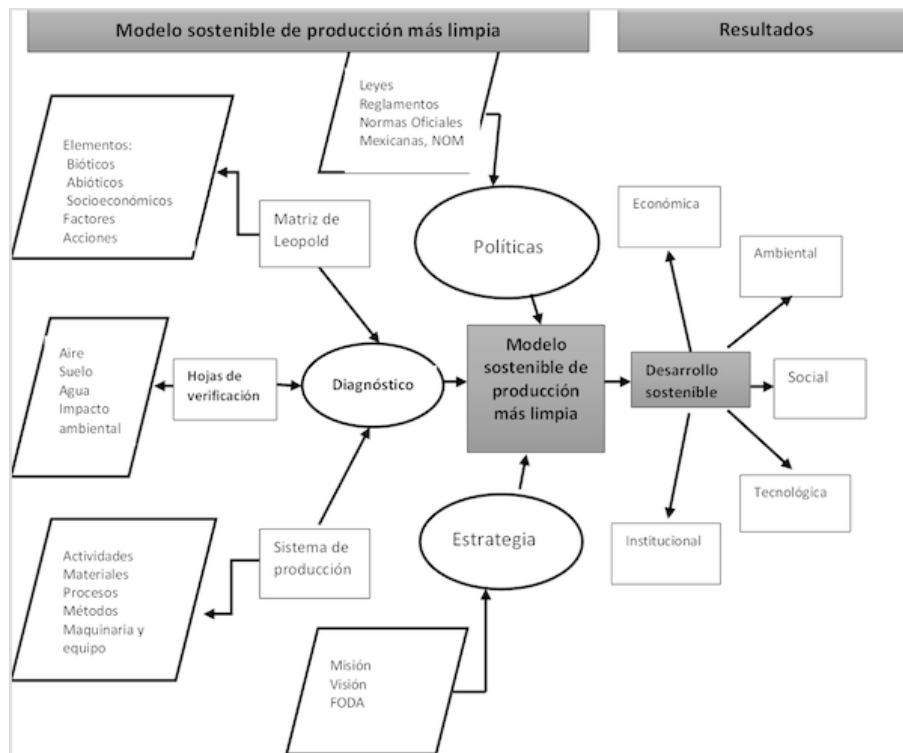 Modelo sostenible de producción más limpia
Resultados
Leyes
Reglamentos
Normas Oficiales
Mexicanas, NOM
Elementos:
Bióticos
Abióticos
Socioeconómicos
Factores
Acciones
Matriz de
Leopold
Políticas
Económica
Ambiental
Aire
Suelo
Agua
Impacto
ambiental
Hojas de
verificación
Diagnóstico
Modelo
sostenible de
producción
más limpia
Desarrollo
sostenible
Social
Tecnológica
Institucional
Actividades
Materiales
Procesos
Métodos
Maquinaria y
equipo
Sistema de
producción
Estrategia
Misión
Visión
FODA